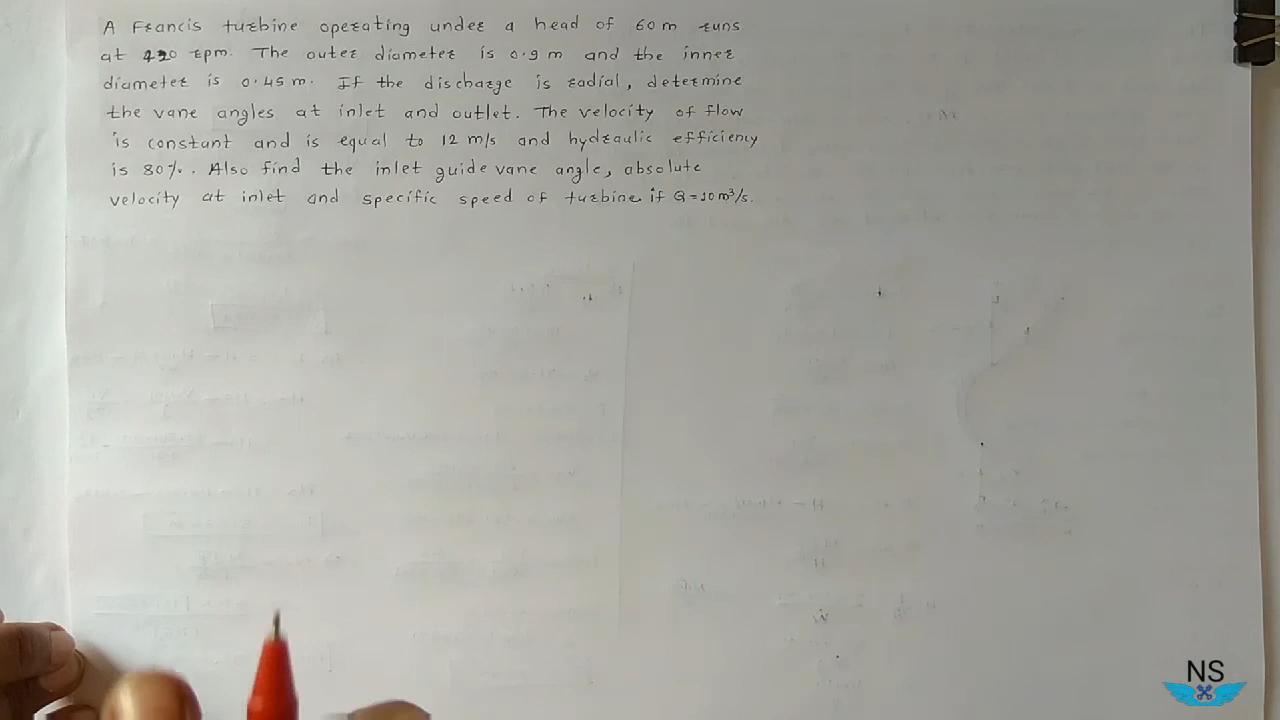 A Francis turbine operating under a head of 60 m runs
at 420 rpm. The outer diameter is 0.9 m and the inner
diameter is 0.45 m. If the discharge is radial, determine
the vane angles at inlet and outlet. The velocity of flow
is constant and is equal to 12 m/s and hydraulic efficiency
is 80%. Also find the inlet guide vane angle, absolute
velocity at inlet and specific speed of turbine if Q=10m³/s.
NS